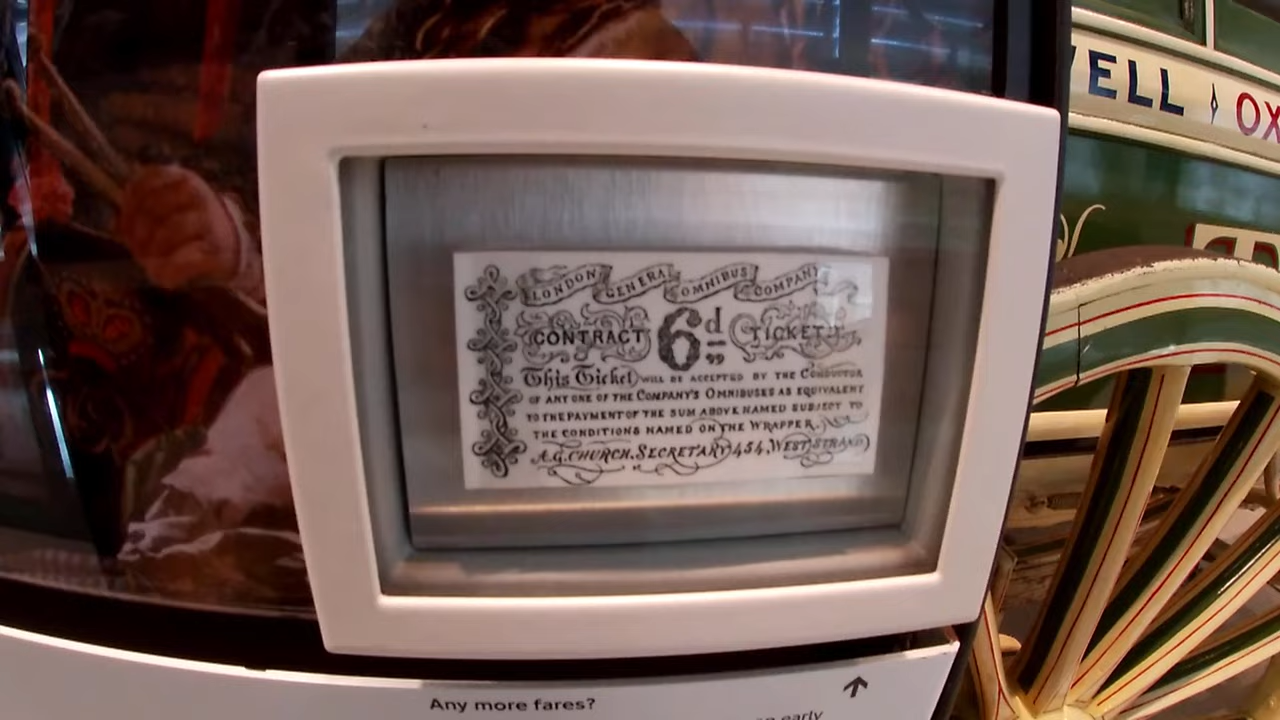 LONDON GENERAL OMNIBUS COMPANY
CONTRACT 6d TICKET
This Ticket WILL BE ACCEPTED BY THE CONDUCTOR
OF ANY ONE OF THE COMPANY'S OMNIBUSES AS EQUIVALENT
TO THE PAYMENT OF THE SUM ABOVE NAMED SUBJECT TO
THE CONDITIONS NAMED ON THE WRAPPER.
A.G. CHURCH, SECRETARY 454, WEST STRAND
Any more fares?
early
WELL OX